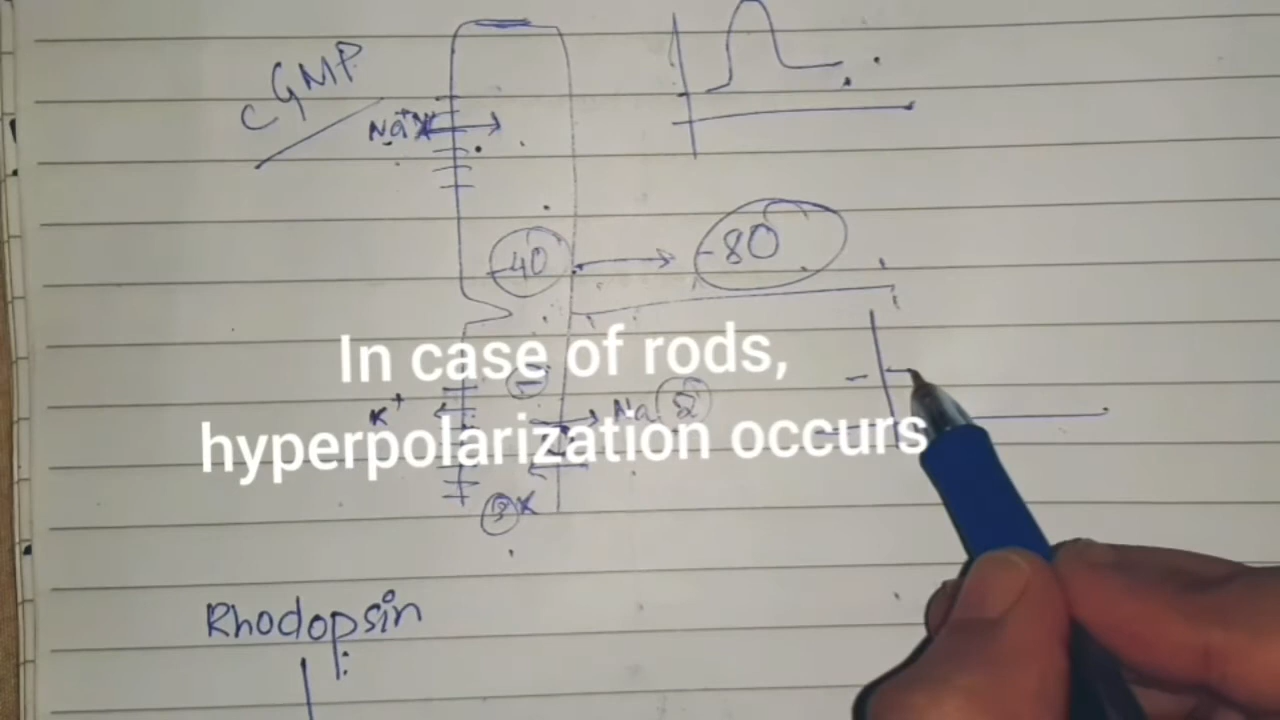 cGMP
Na+
-40
-80
In case of rods,
K+
Na
hyperpolarization occurs
K
Rhodopsin